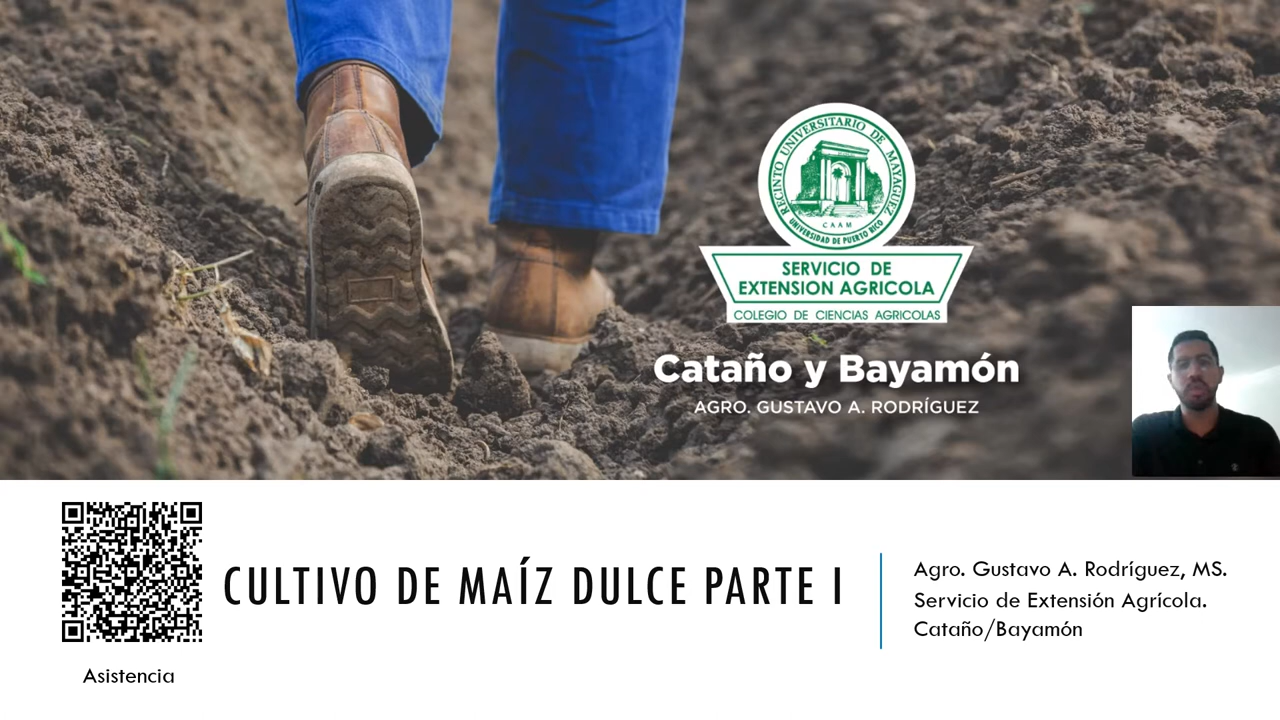 RECINTO UNIVERSITARIO DE MAYAGUEZ
CAAM
UNIVERSIDAD DE PUERTO RICO
SERVICIO DE
EXTENSION AGRICOLA
COLEGIO DE CIENCIAS AGRICOLAS
Cataño y Bayamón
AGRO. GUSTAVO A. RODRÍGUEZ
CULTIVO DE MAÍZ DULCE PARTE I
Agro. Gustavo A. Rodríguez, MS.
Servicio de Extensión Agrícola.
Cataño/Bayamón
Asistencia